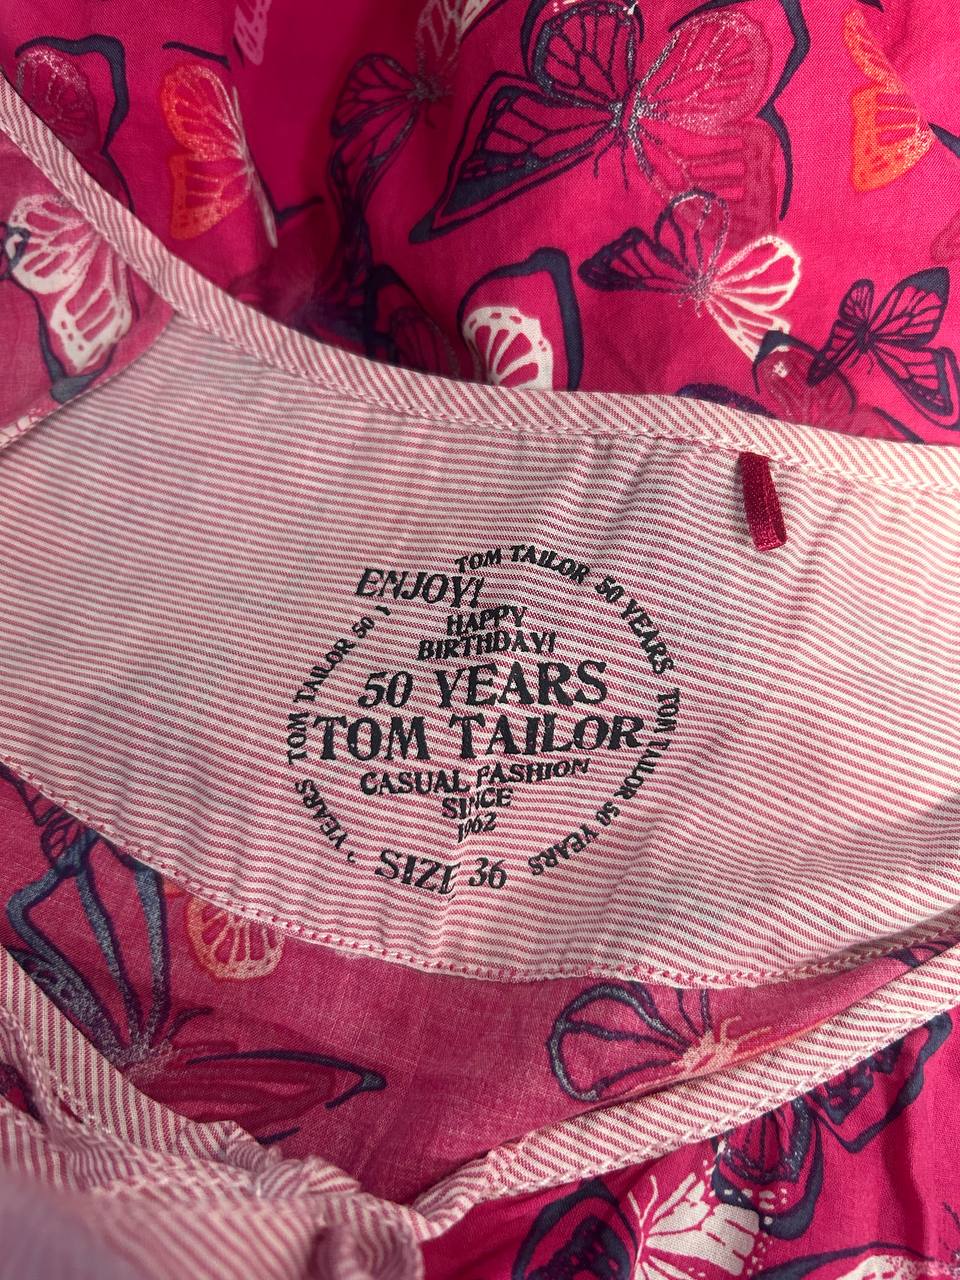 ENJOY!
HAPPY
BIRTHDAY!
50 YEARS
TOM TAILOR
CASUAL FASHION
SINCE
1962
SIZE 36
TOM TAILOR 50 YEARS TOM TAILOR 50 YEARS
YEARS TOM TAILOR 50